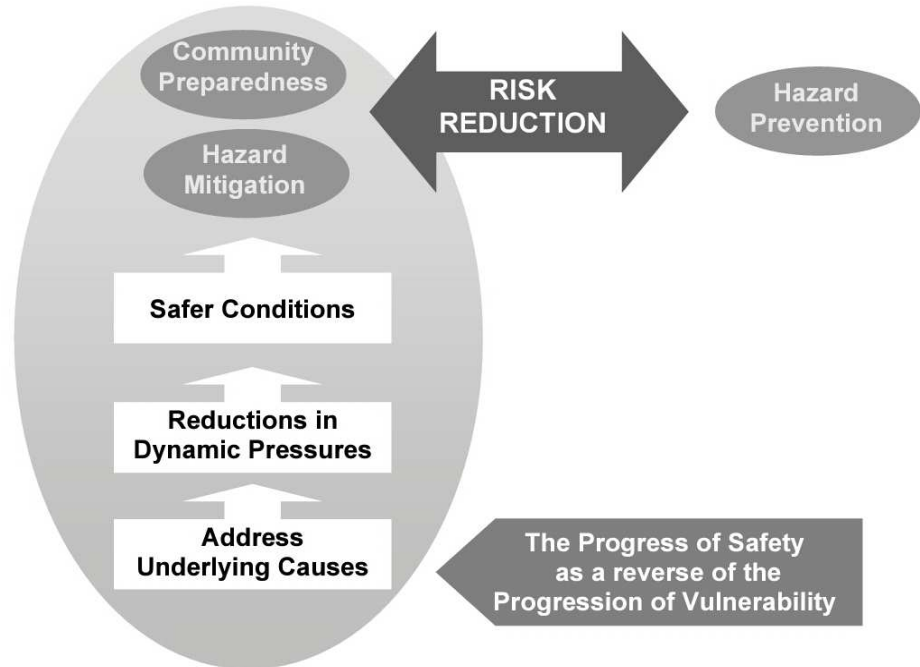 Community
Preparedness
RISK
REDUCTION
Hazard
Prevention
Hazard
Mitigation
Safer Conditions
Reductions in
Dynamic Pressures
Address
Underlying Causes
The Progress of Safety
as a reverse of the
Progression of Vulnerability